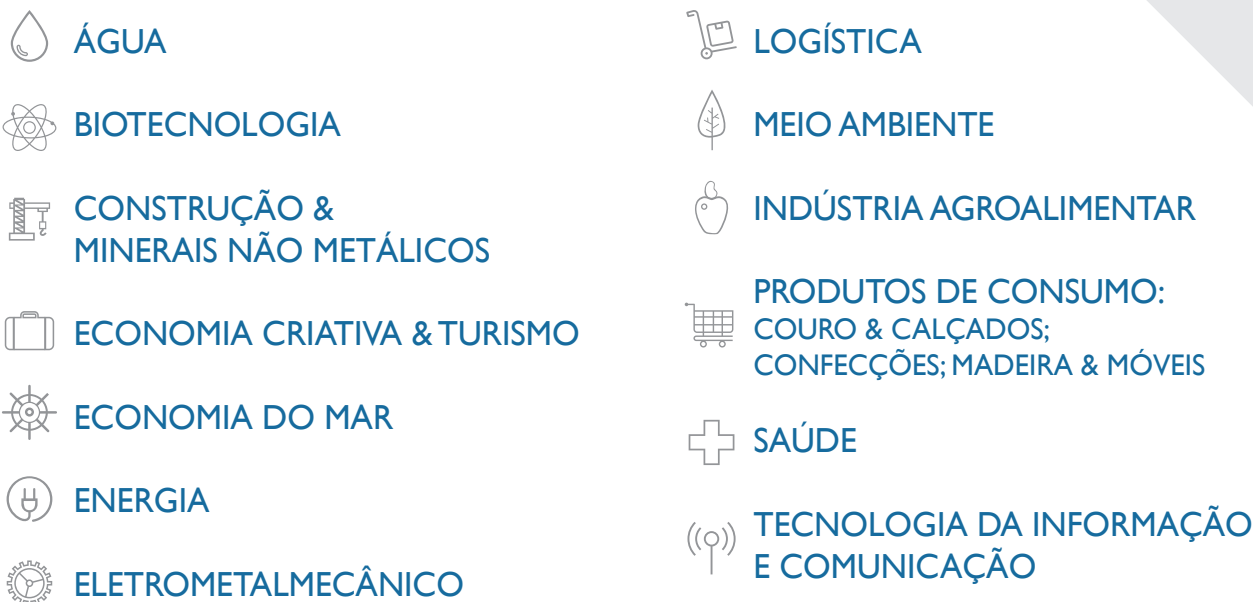 ÁGUA
BIOTECNOLOGIA
CONSTRUÇÃO &
MINERAIS NÃO METÁLICOS
ECONOMIA CRIATIVA & TURISMO
ECONOMIA DO MAR
ENERGIA
ELETROMETALMECÂNICO
LOGÍSTICA
MEIO AMBIENTE
INDÚSTRIA AGROALIMENTAR
PRODUTOS DE CONSUMO:
COURO & CALÇADOS;
CONFECÇÕES; MADEIRA & MÓVEIS
SAÚDE
TECNOLOGIA DA INFORMAÇÃO
E COMUNICAÇÃO